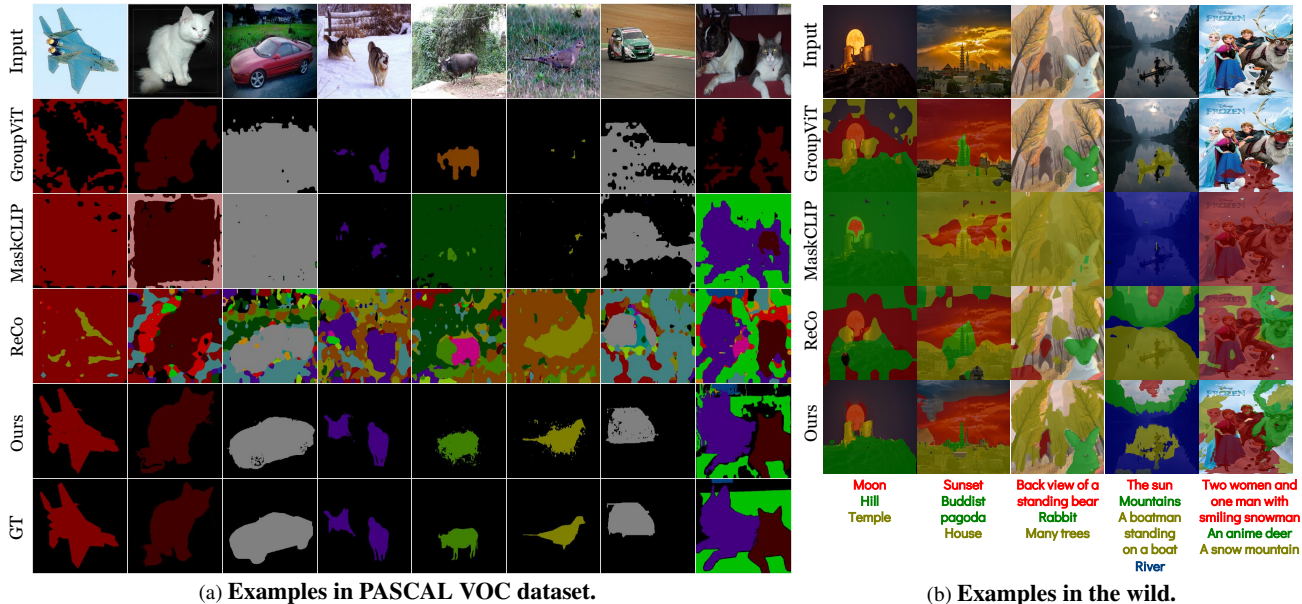 Input
GroupViT
MaskCLIP
ReCo
Ours
GT
(a) Examples in PASCAL VOC dataset.
Input
GroupViT
MaskCLIP
ReCo
Ours
DISNEY
FROZEN
FROZEN
Moon
Hill
Temple
Sunset
Buddist
pagoda
House
Back view of a
standing bear
Rabbit
Many trees
The sun
Mountains
A boatman
standing
on a boat
River
Two women and
one man with
smiling snowman
An anime deer
A snow mountain
(b) Examples in the wild.